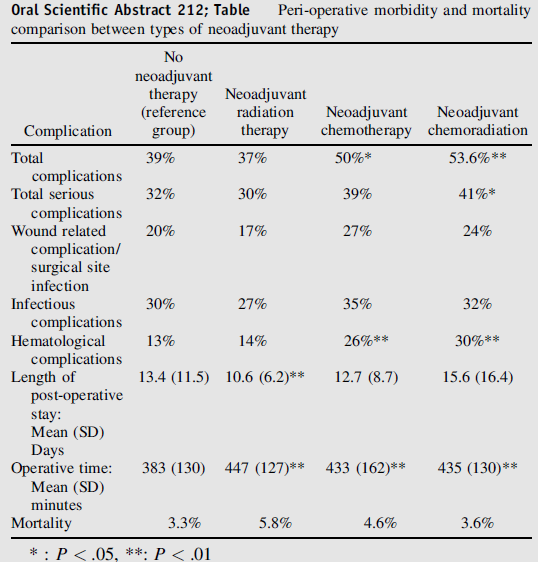 Oral Scientific Abstract 212; Table Peri-operative morbidity and mortality
comparison between types of neoadjuvant therapy
No
neoadjuvant
therapy
(reference
group)
Neoadjuvant
radiation
therapy
Neoadjuvant
chemotherapy
Neoadjuvant
chemoradiation
Complication
Total
complications
39% 37% 50%* 53.6%**
Total serious
complications
32% 30% 39% 41%*
Wound related
complication/
surgical site
infection
20% 17% 27% 24%
Infectious
complications
30% 27% 35% 32%
Hematological
complications
13% 14% 26%** 30%**
Length of
post-operative
stay:
Mean (SD)
Days
13.4 (11.5) 10.6 (6.2)** 12.7 (8.7) 15.6 (16.4)
Operative time:
Mean (SD)
minutes
383 (130) 447 (127)** 433 (162)** 435 (130)**
Mortality 3.3% 5.8% 4.6% 3.6%
* : P < .05, **: P < .01